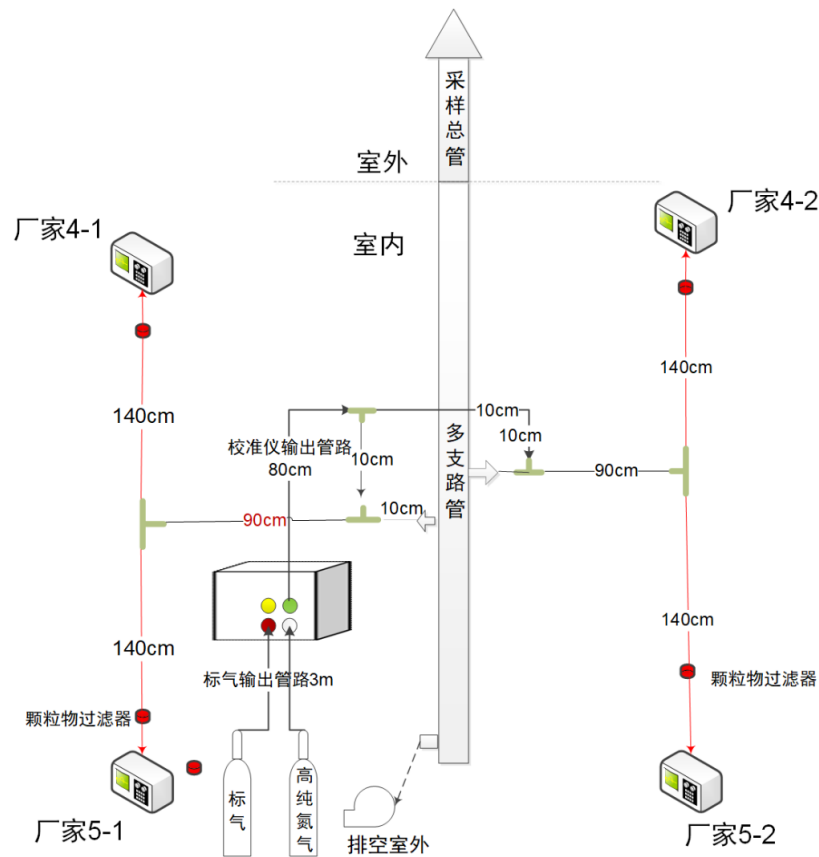 采样总管
室外
厂家4-2
厂家4-1
室内
140cm
10cm
140cm
10cm
校准仪输出管路
80cm
10cm
多支路管
90cm
10cm
90cm
140cm
140cm
标气输出管路3m
颗粒物过滤器
颗粒物过滤器
标气
高纯氮气
厂家5-1
排空室外
厂家5-2